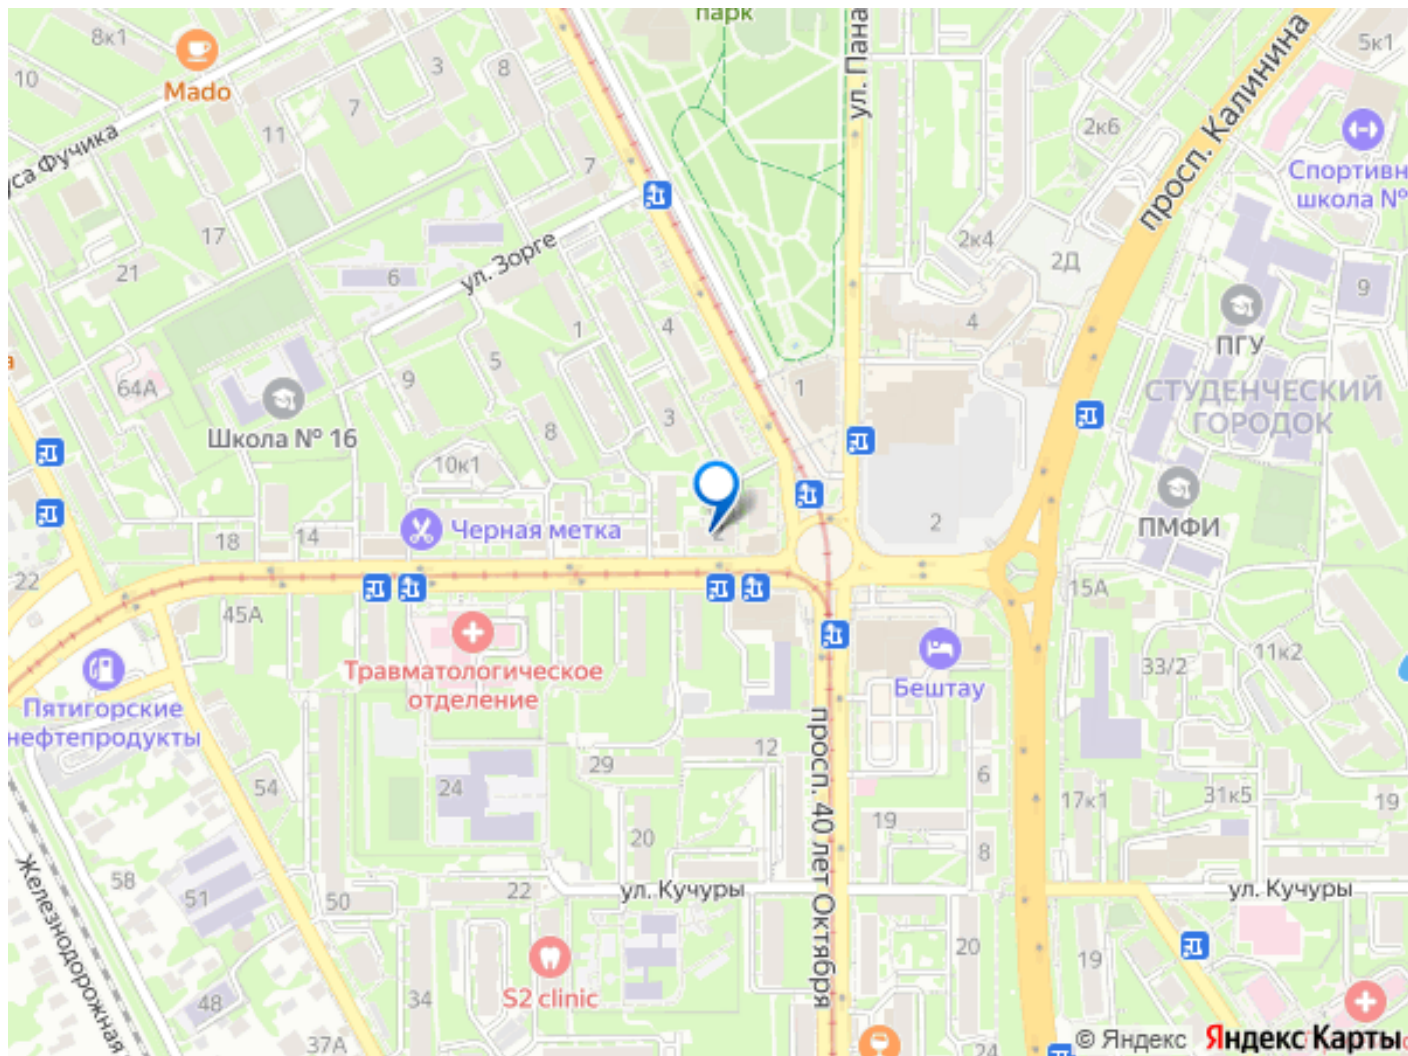 парк
8к1
Mado
10
3
8
7
11
ул. Пана
просп. Калинина
5к1
2к6
Спортивн
школа №
уса Фучика
7
17
21
6
ул. Зорге
2к4
2Д
9
4
1
4
5
9
64А
1
3
8
ПГУ
СТУДЕНЧЕСКИЙ
ГОРОДОК
Школа № 16
10к1
ПМФИ
Черная метка
2
18
14
22
45А
15А
Травматологическое
отделение
Бештау
33/2
11к2
Пятигорские
нефтепродукты
просп. 40 лет Октября
12
29
24
54
6
17к1
31к5
19
20
19
8
58
51
50
22
ул. Кучуры
ул. Кучуры
Железнодорожная
S2 clinic
34
48
37А
20
19
24
© Яндекс
Яндекс Карты